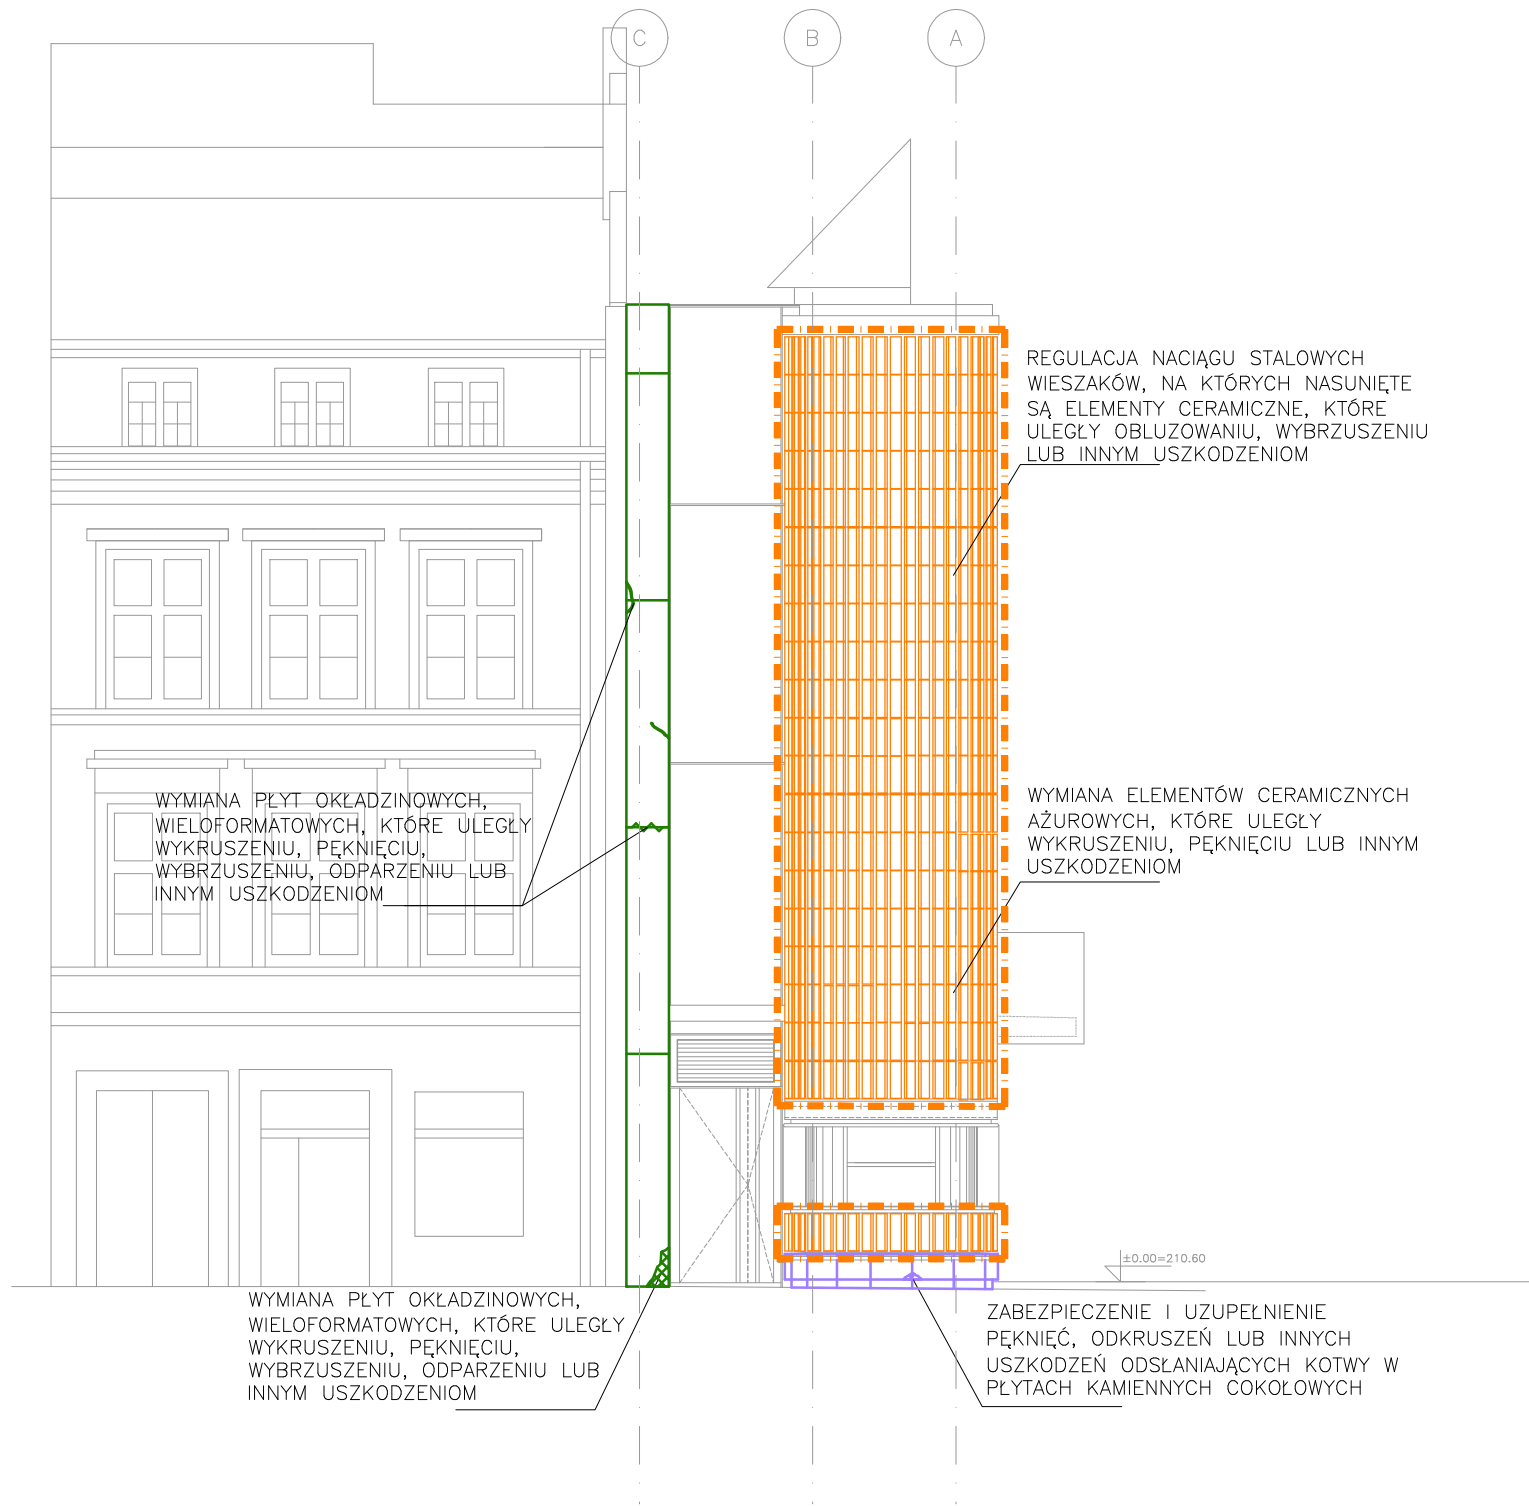 C
B
A
REGULACJA NACIĄGU STALOWYCH
WIESZAKÓW, NA KTÓRYCH NASUNIĘTE
SĄ ELEMENTY CERAMICZNE, KTÓRE
ULEGŁY OBLUZOWANIU, WYBRZUSZENIU
LUB INNYM USZKODZENIOM
WYMIANA PŁYT OKŁADZINOWYCH,
WIELOFORMATOWYCH, KTÓRE ULEGŁY
WYKRUSZENIU, PĘKNIĘCIU,
WYBRZUSZENIU, ODPARZENIU LUB
INNYM USZKODZENIOM
WYMIANA ELEMENTÓW CERAMICZNYCH
AŻUROWYCH, KTÓRE ULEGŁY
WYKRUSZENIU, PĘKNIĘCIU LUB INNYM
USZKODZENIOM
±0.00=210.60
WYMIANA PŁYT OKŁADZINOWYCH,
WIELOFORMATOWYCH, KTÓRE ULEGŁY
WYKRUSZENIU, PĘKNIĘCIU,
WYBRZUSZENIU, ODPARZENIU LUB
INNYM USZKODZENIOM
ZABEZPIECZENIE I UZUPEŁNIENIE
PĘKNIĘĆ, ODKRUSZEŃ LUB INNYCH
USZKODZEŃ ODSŁANIAJĄCYCH KOTWY W
PŁYTACH KAMIENNYCH COKOŁOWYCH